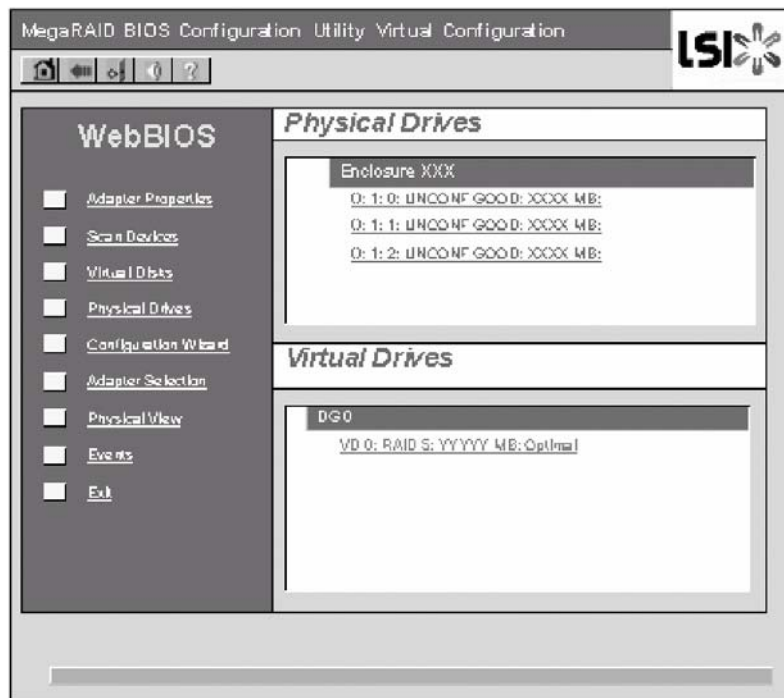 MegaRAID BIOS Configuration Utility Virtual Configuration
LSI
?
WebBIOS
Adapter Properties
Scan Devices
Virtual Disks
Physical Drives
Configuration Wizard
Adapter Selection
Physical View
Events
Exit
Physical Drives
Enclosure XXX
0: 1: 0: UNCONF GOOD: XXXX MB:
0: 1: 1: UNCONF GOOD: XXXX MB:
0: 1: 2: UNCONF GOOD: XXXX MB:
Virtual Drives
DG0
VD 0: RAID 5: YYYYY MB: Optimal